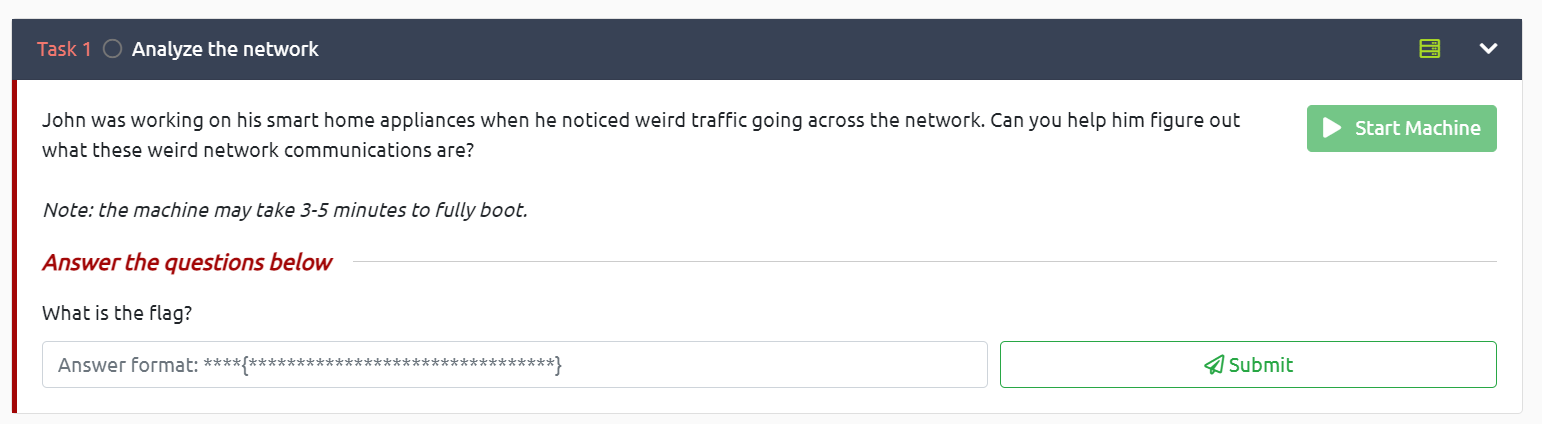 Task 1 Analyze the network
John was working on his smart home appliances when he noticed weird traffic going across the network. Can you help him figure out
what these weird network communications are?
Start Machine
Note: the machine may take 3-5 minutes to fully boot.
Answer the questions below
What is the flag?
Answer format: ****{********************************}
Submit